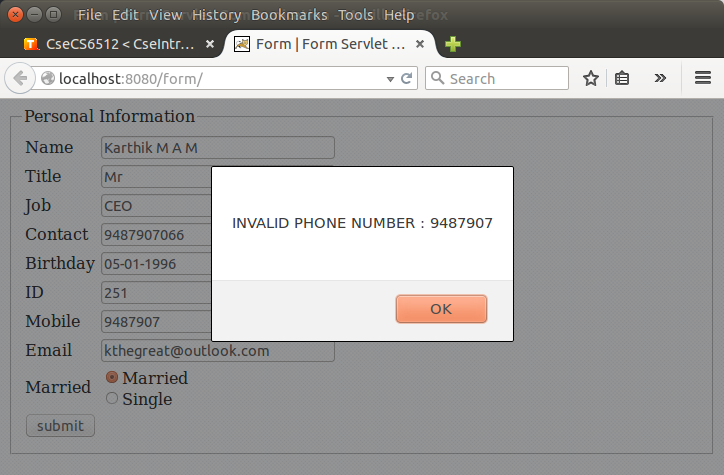 File Edit View History Bookmarks Tools Help
CseCS6512 < CseIntr...
Form | Form Servlet ...
localhost:8080/form/
Search
Personal Information
Name Karthik M A M
Title Mr
Job CEO
Contact 9487907066
Birthday 05-01-1996
ID 251
Mobile 9487907
Email kthegreat@outlook.com
Married Married
Single
submit
INVALID PHONE NUMBER : 9487907
OK